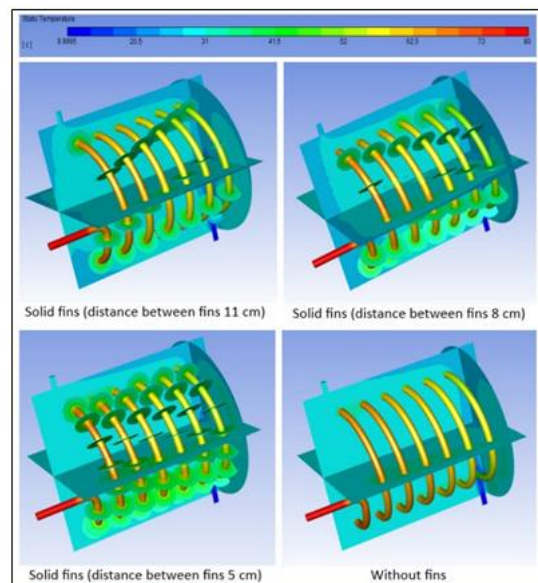 Static Temperature
[c] 9.9995 20.5 31 41.5 52 62.5 73 80
Solid fins (distance between fins 11 cm) Solid fins (distance between fins 8 cm)
Solid fins (distance between fins 5 cm) Without fins